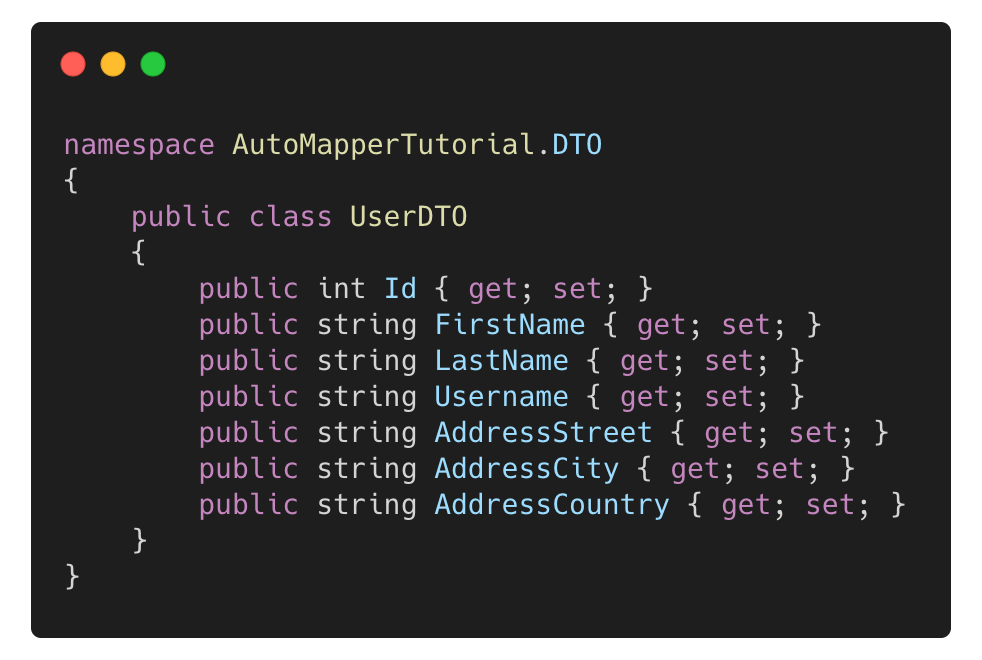 namespace AutoMapperTutorial.DTO
{
    public class UserDTO
    {
        public int Id { get; set; }
        public string FirstName { get; set; }
        public string LastName { get; set; }
        public string Username { get; set; }
        public string AddressStreet { get; set; }
        public string AddressCity { get; set; }
        public string AddressCountry { get; set; }
    }
}